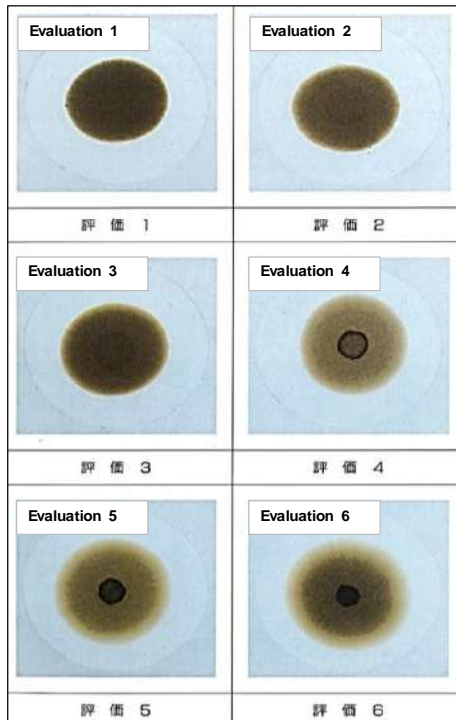 Evaluation 1
Evaluation 2
評価 1
評価 2
Evaluation 3
Evaluation 4
評価 3
評価 4
Evaluation 5
Evaluation 6
評価 5
評価 6